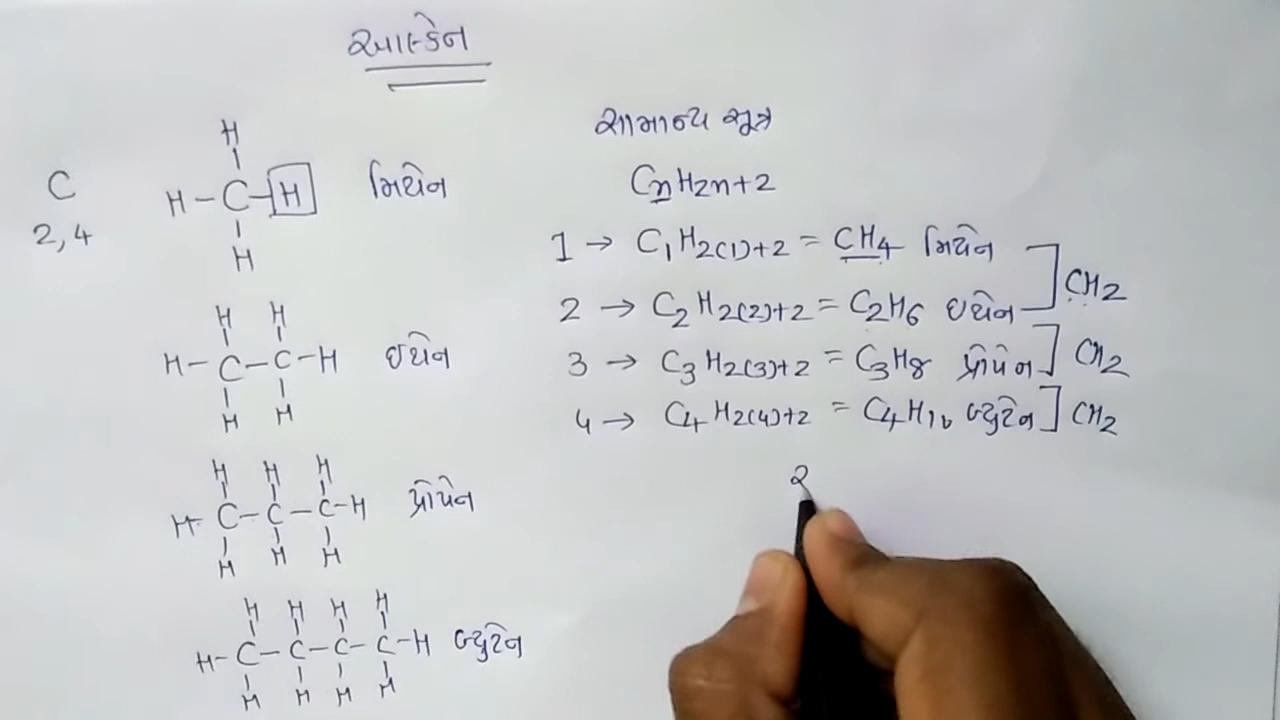 આલ્કેન
C
2,4
H
H-C-H મિથેન
H
H H
H-C-C-H ઇથેન
H H
H H H
H-C-C-C-H પ્રોપેન
H H H
H H H H
H-C-C-C-C-H બ્યુટેન
H H H H
સામાન્ય સૂત્ર
CnH2n+2
1 → C1H2(1)+2 = CH4 મિથેન
2 → C2H2(2)+2 = C2H6 ઇથેન
CH2
3 → C3H2(3)+2 = C3H8 પ્રોપેન
CH2
4 → C4H2(4)+2 = C4H10 બ્યુટેન
CH2
2